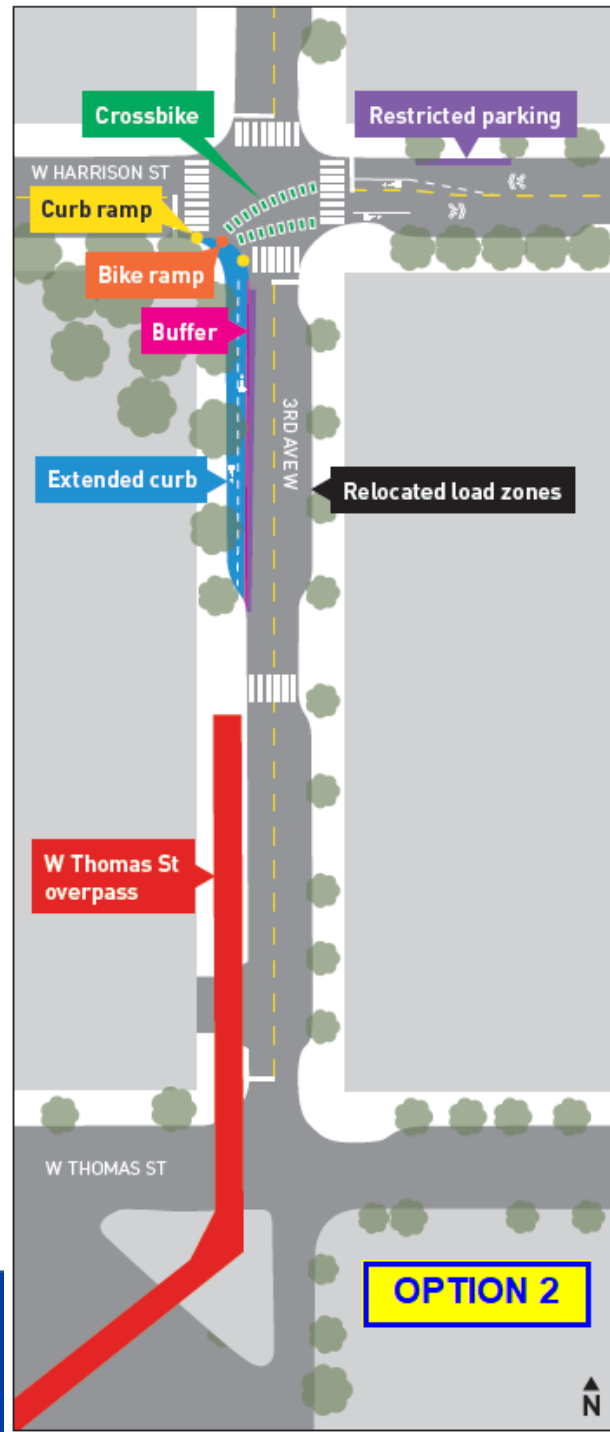 Crossbike
Restricted parking
W HARRISON ST
Curb ramp
Bike ramp
Buffer
3RD AVE W
Extended curb
Relocated load zones
W Thomas St
overpass
W THOMAS ST
OPTION 2
N